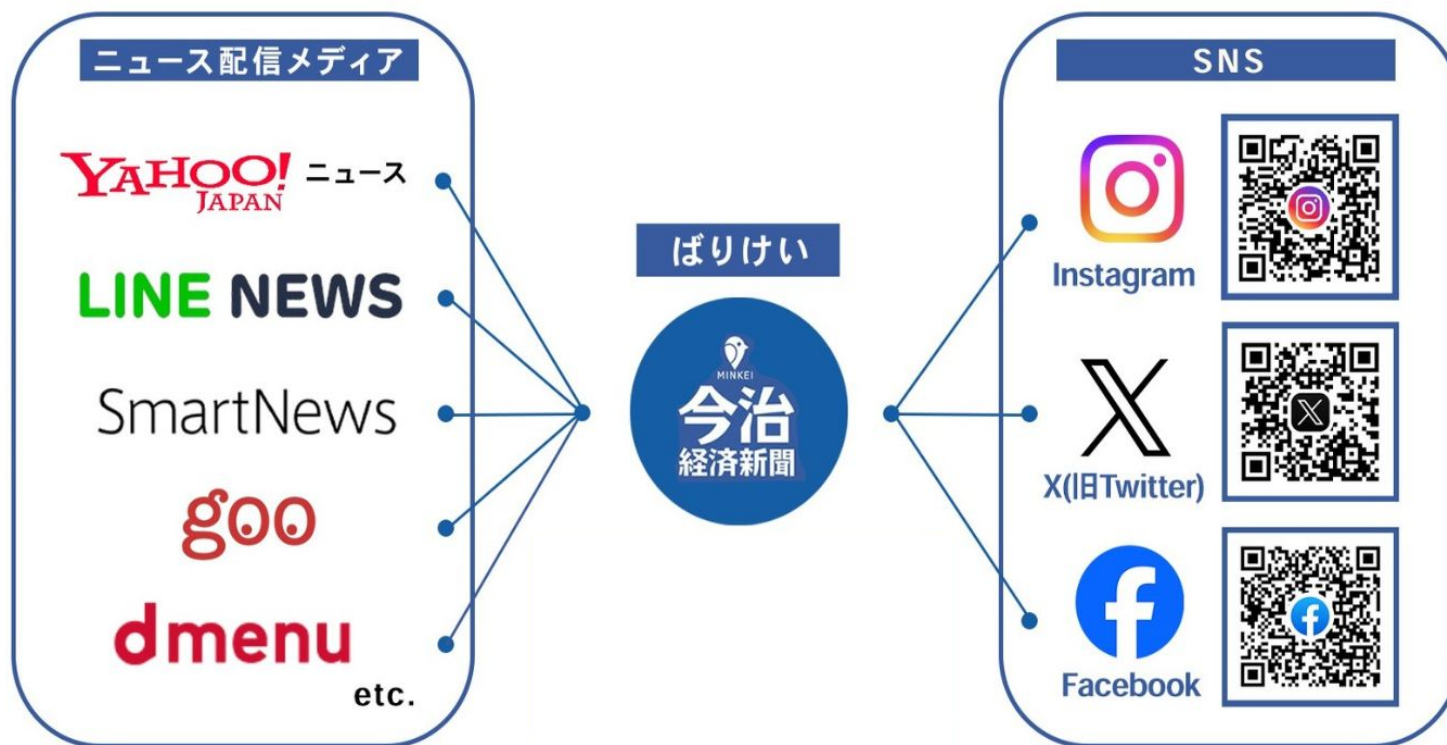 ニュース配信メディア
YAHOO! ニュース
JAPAN
LINE NEWS
SmartNews
goo
dmenu
etc.
ばりけい
MINKEI
今治
経済新聞
SNS
Instagram
X(旧Twitter)
Facebook